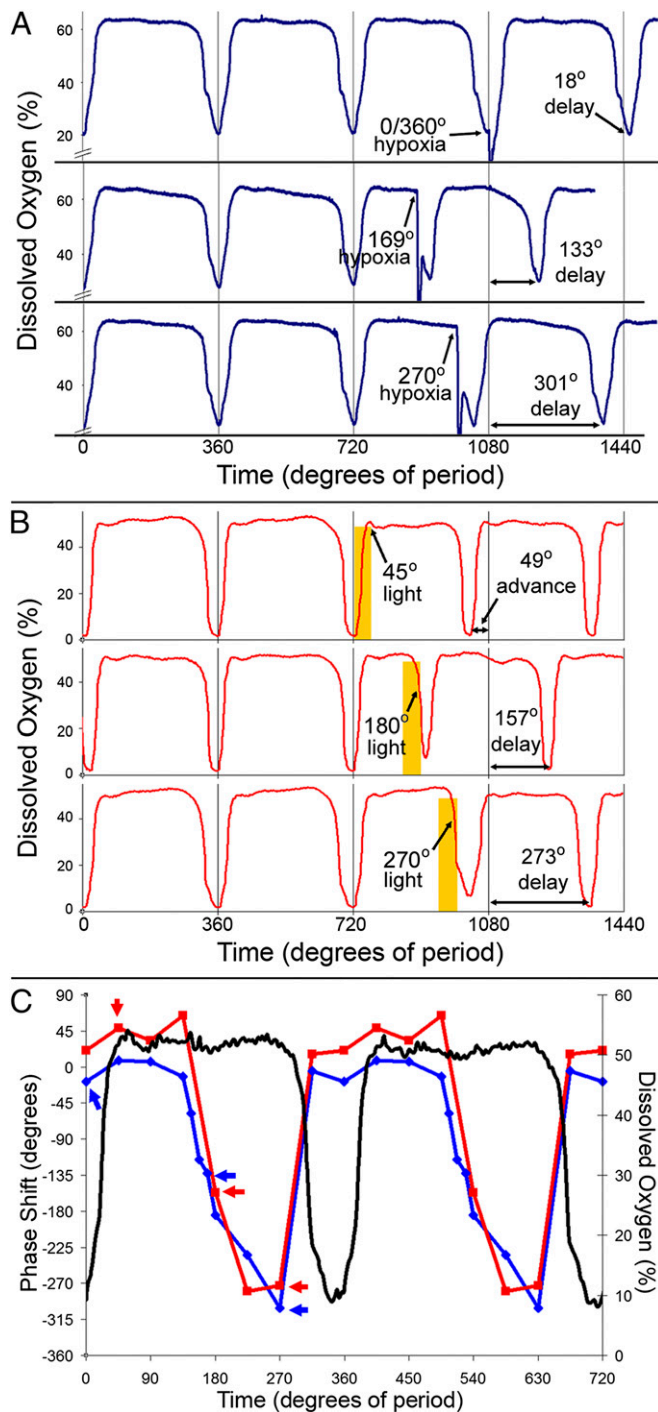 A
Dissolved Oxygen (%)
60
40
20
0/360° hypoxia
18° delay
60
40
169° hypoxia
133° delay
60
40
270° hypoxia
301° delay
0 360 720 1080 1440
Time (degrees of period)
B
Dissolved Oxygen (%)
40
20
0
45° light
49° advance
40
20
0
180° light
157° delay
40
20
0
270° light
273° delay
0 360 720 1080 1440
Time (degrees of period)
C
Phase Shift (degrees)
90
45
0
-45
-90
-135
-180
-225
-270
-315
-360
60
50
40
30
20
10
0
Dissolved Oxygen (%)
0 90 180 270 360 450 540 630 720
Time (degrees of period)